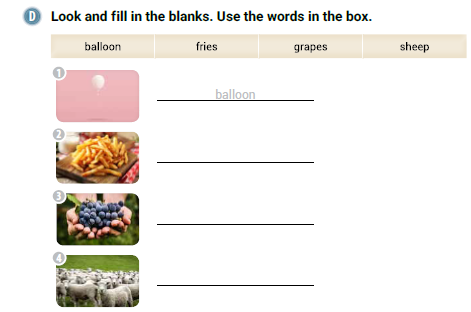 D Look and fill in the blanks. Use the words in the box.
balloon fries grapes sheep
1
balloon
2
3
4